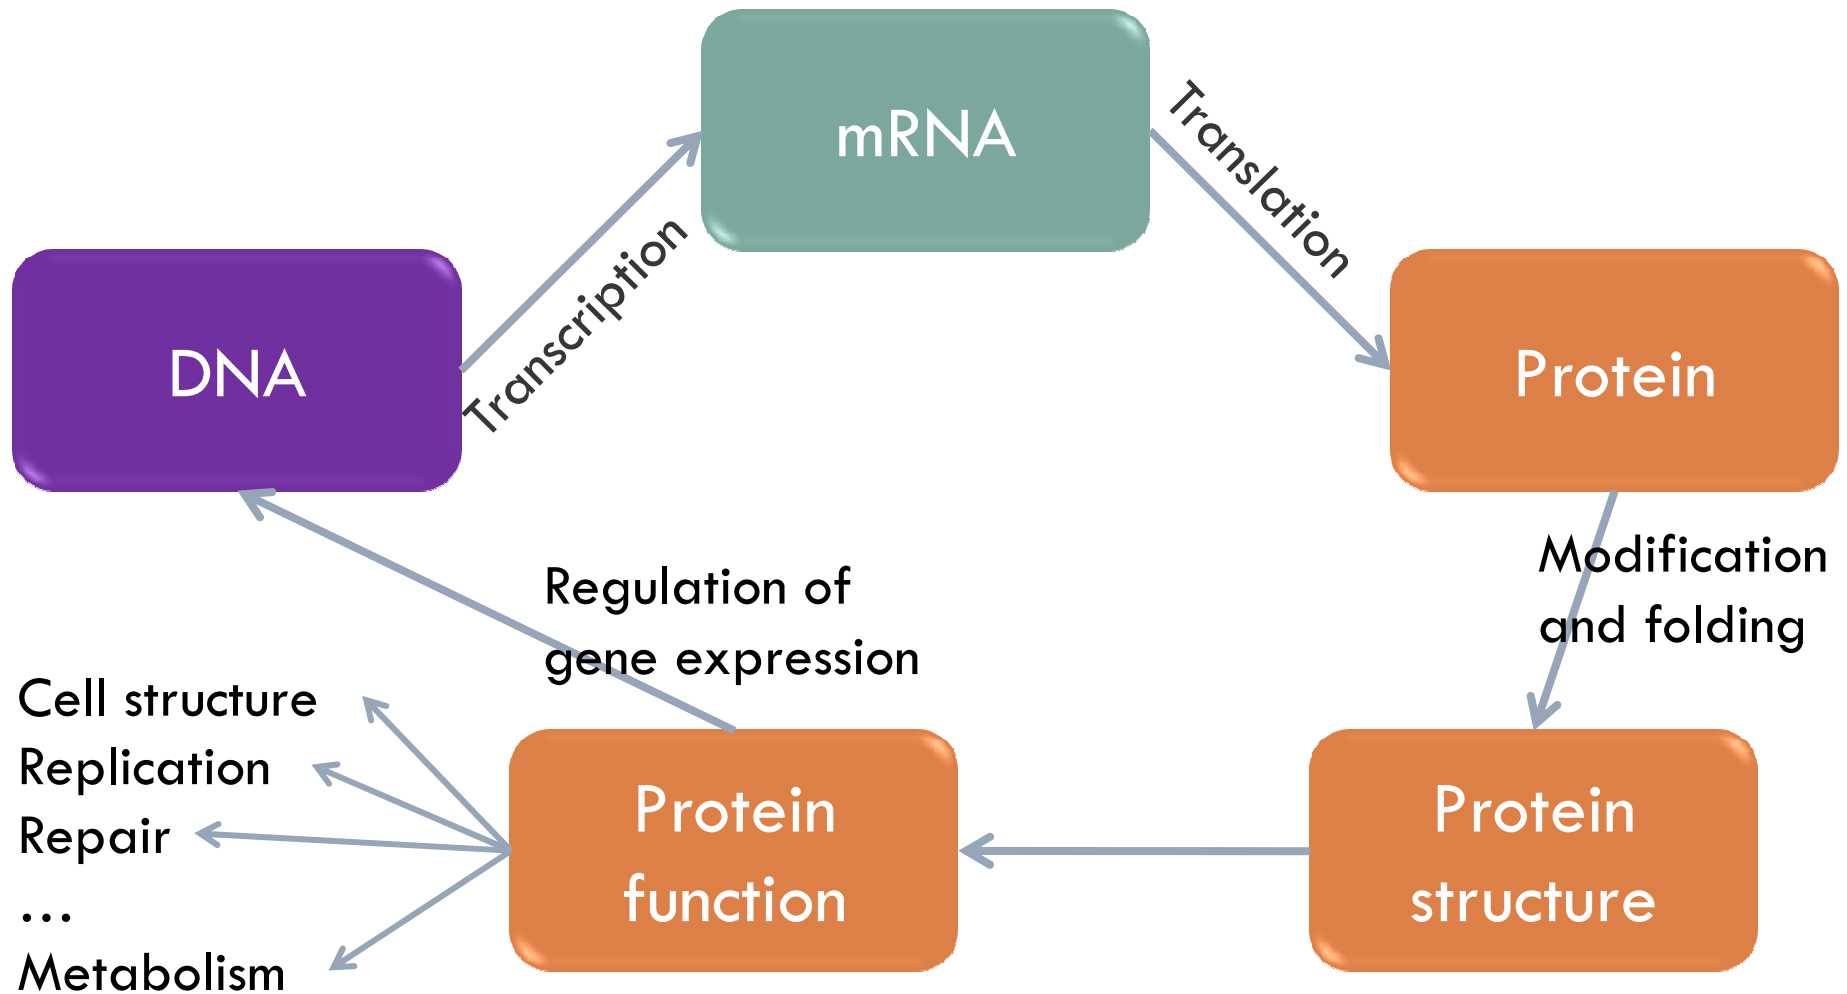 mRNA
Transcription
Translation
DNA
Protein
Modification
and folding
Regulation of
gene expression
Cell structure
Replication
Repair
...
Metabolism
Protein
function
Protein
structure